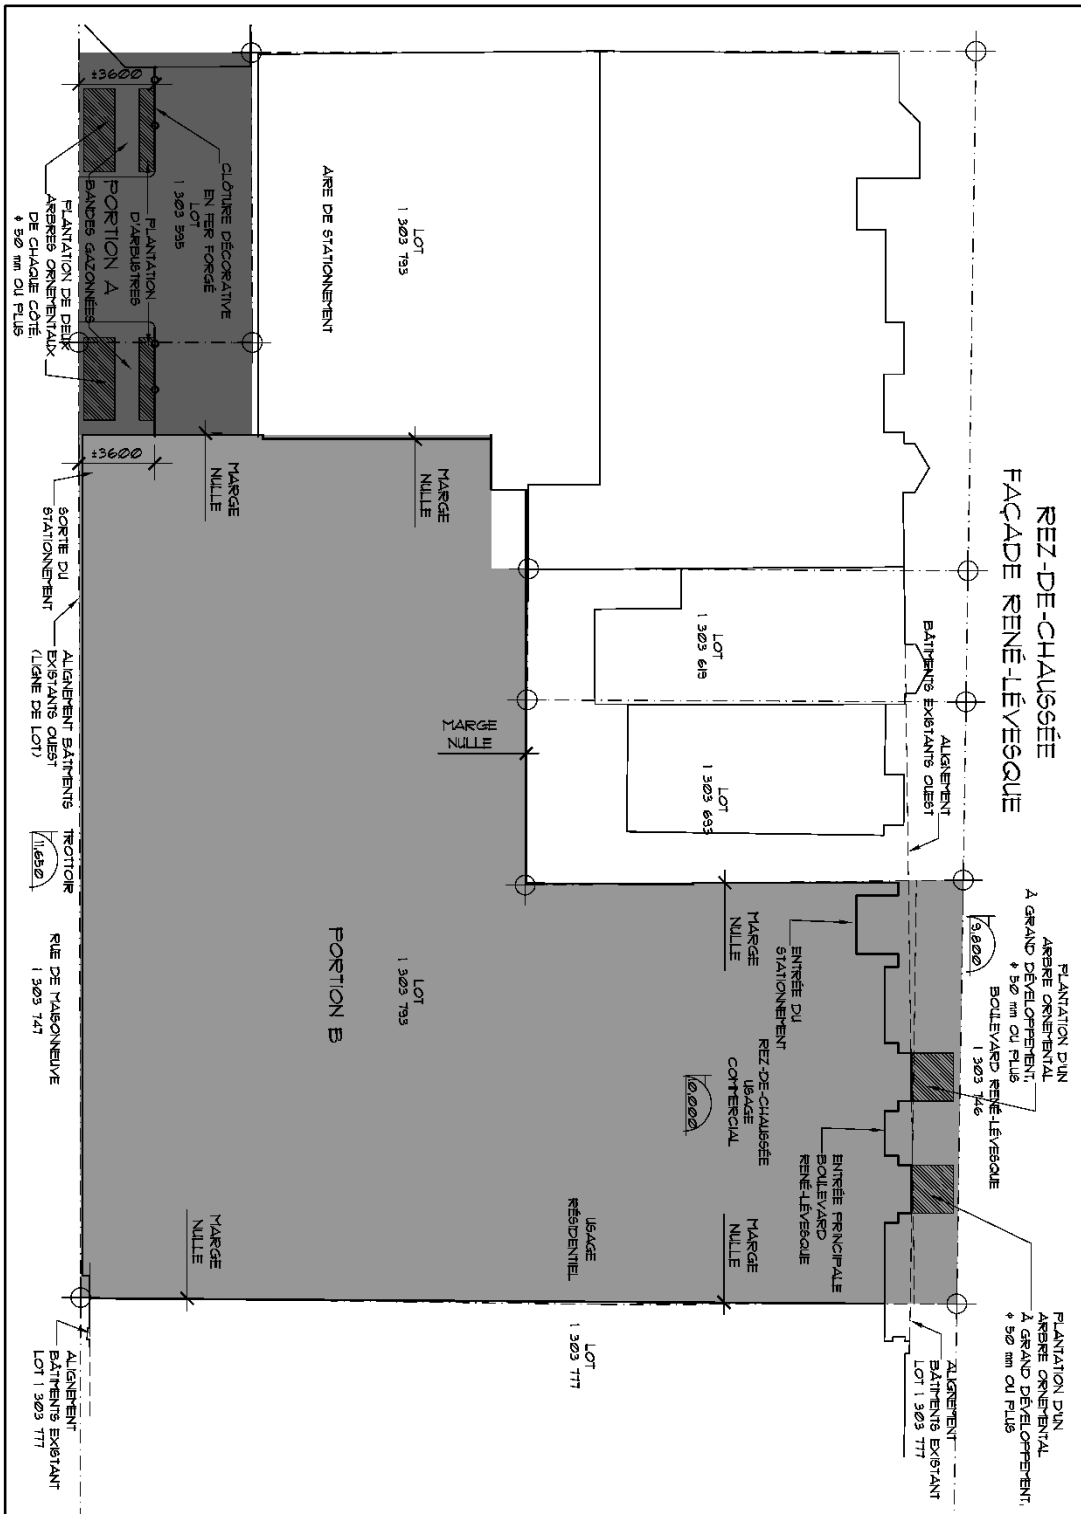 REZ-DE-CHAUSSÉE
FAÇADE RENÉ-LÉVESQUE
PLANTATION D'UN
ARBRE ORNEMENTAL
À GRAND DÉVELOPPEMENT,
φ 50 mm OU PLUS
BOULEVARD RENÉ-LÉVESQUE
1 303 746
9,800
PLANTATION D'UN
ARBRE ORNEMENTAL
À GRAND DÉVELOPPEMENT,
φ 50 mm OU PLUS
ALIGNEMENT
BÂTIMENTS EXISTANTS OUEST
ALIGNEMENT
BÂTIMENTS EXISTANT
LOT 1 303 777
ENTRÉE DU
STATIONNEMENT
ENTRÉE PRINCIPALE
BOULEVARD
RENÉ-LÉVESQUE
MARGE
NULLE
REZ-DE-CHAUSSÉE
USAGE
COMMERCIAL
10,000
MARGE
NULLE
LOT
1 303 619
LOT
1 303 693
USAGE
RÉSIDENTIEL
LOT
1 303 777
LOT
1 303 793
AIRE DE STATIONNEMENT
MARGE
NULLE
MARGE
NULLE
LOT
1 303 793
PORTION B
CLÔTURE DÉCORATIVE
EN FER FORGÉ
LOT
1 303 595
MARGE
NULLE
MARGE
NULLE
PLANTATION
D'ARBUSTRES
PORTION A
BANDES GAZONNÉES
±3600
±3600
PLANTATION DE DEUX
ARBRES ORNEMENTAUX
DE CHAQUE CÔTÉ,
φ 50 mm OU PLUS
SORTIE DU
STATIONNEMENT
ALIGNEMENT BÂTIMENTS
EXISTANTS OUEST
(LIGNE DE LOT)
TROTTOIR
11,650
RUE DE MAISONNEUVE
1 303 747
ALIGNEMENT
BÂTIMENTS EXISTANT
LOT 1 303 777